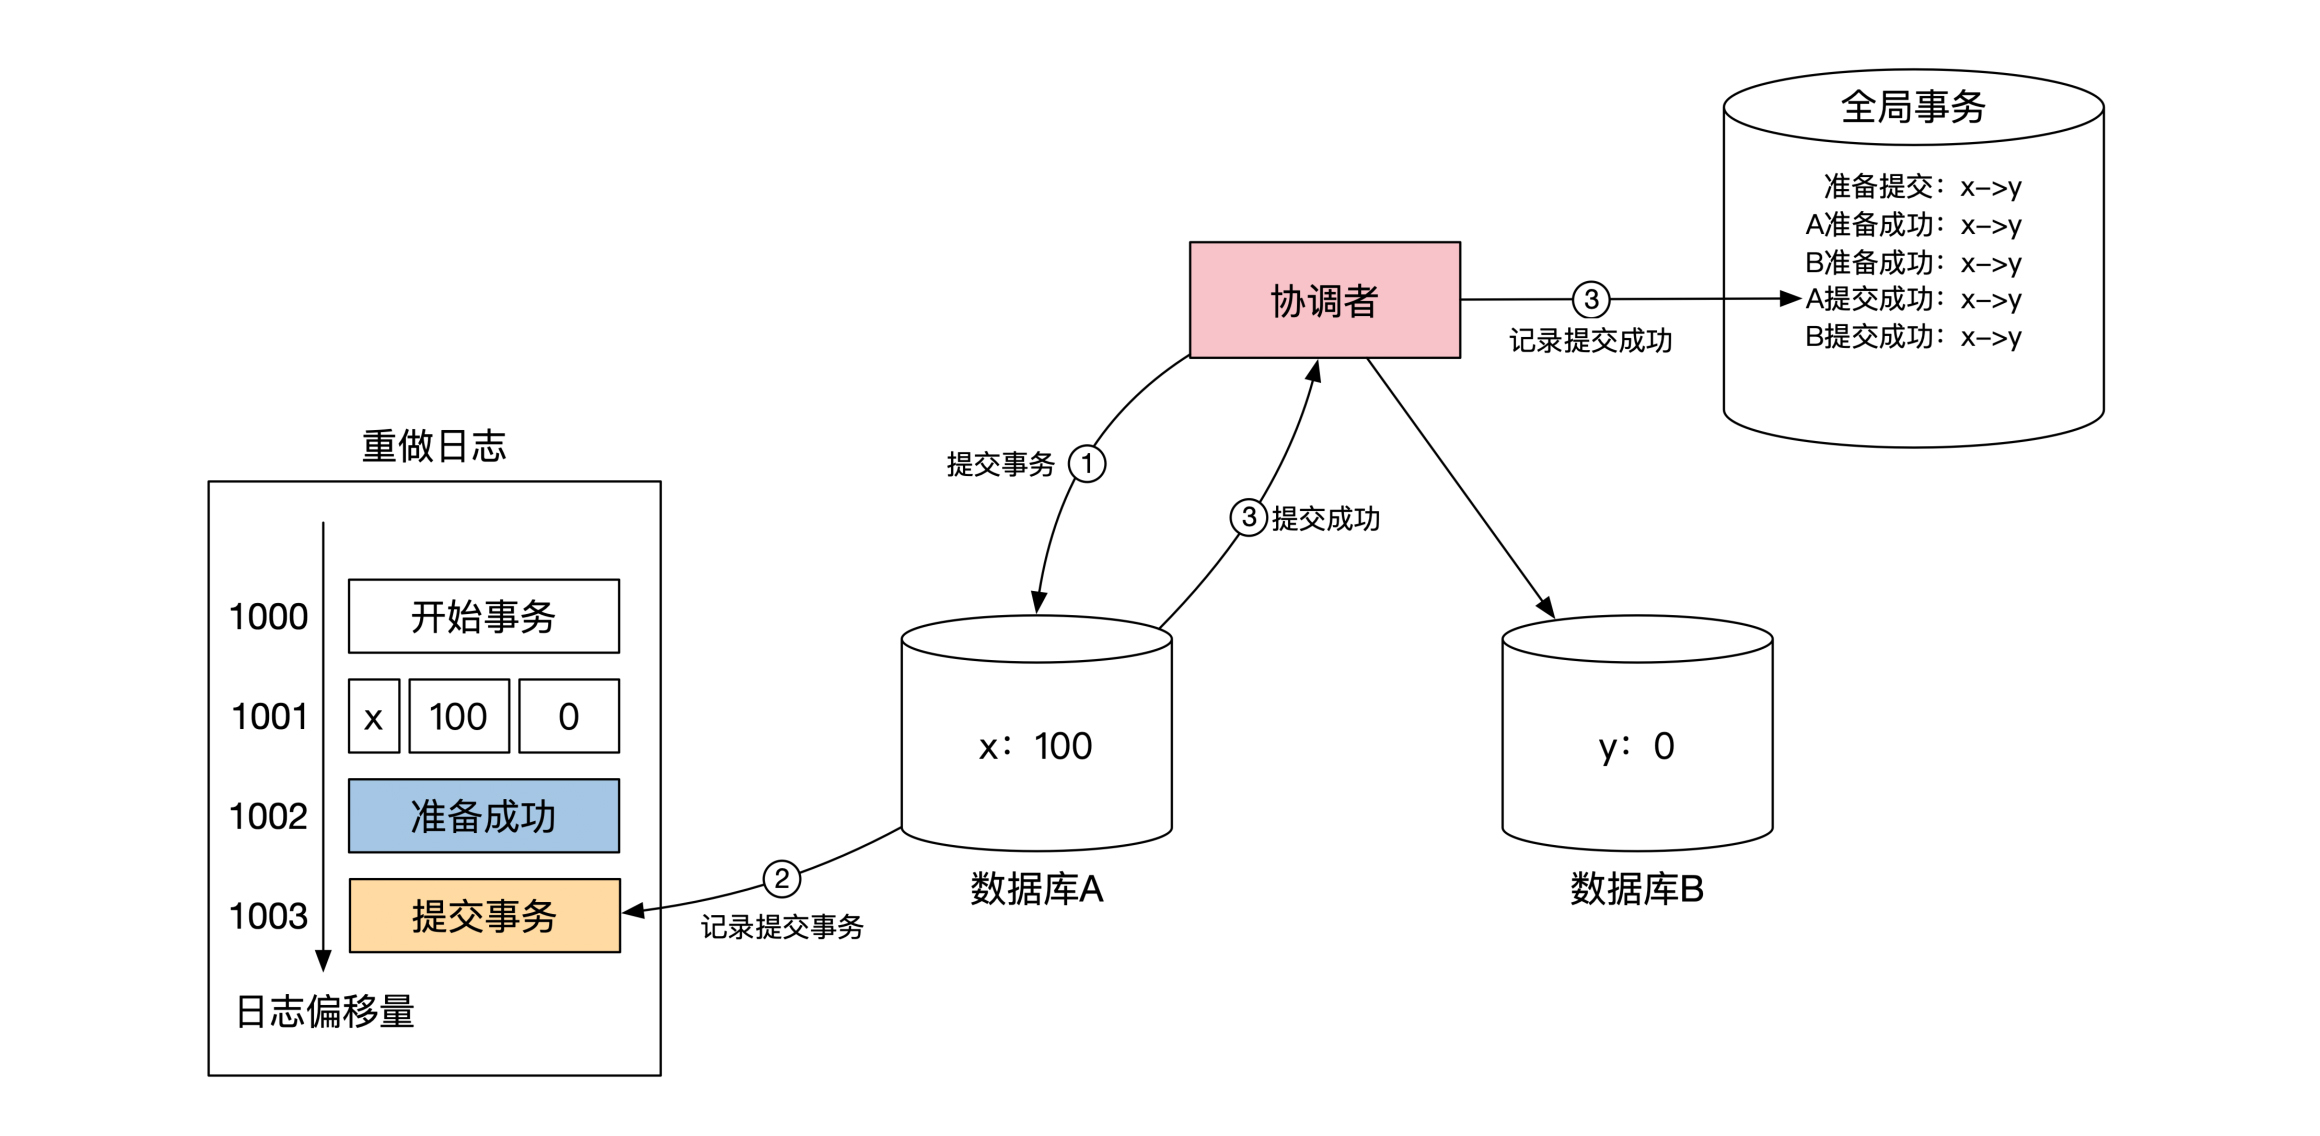 全局事务
准备提交：x->y
A准备成功：x->y
B准备成功：x->y
A提交成功：x->y
B提交成功：x->y
协调者
③
记录提交成功
提交事务 ①
③ 提交成功
重做日志
1000 开始事务
1001 x 100 0
1002 准备成功
1003 提交事务
日志偏移量
②
记录提交事务
x：100
数据库A
y：0
数据库B